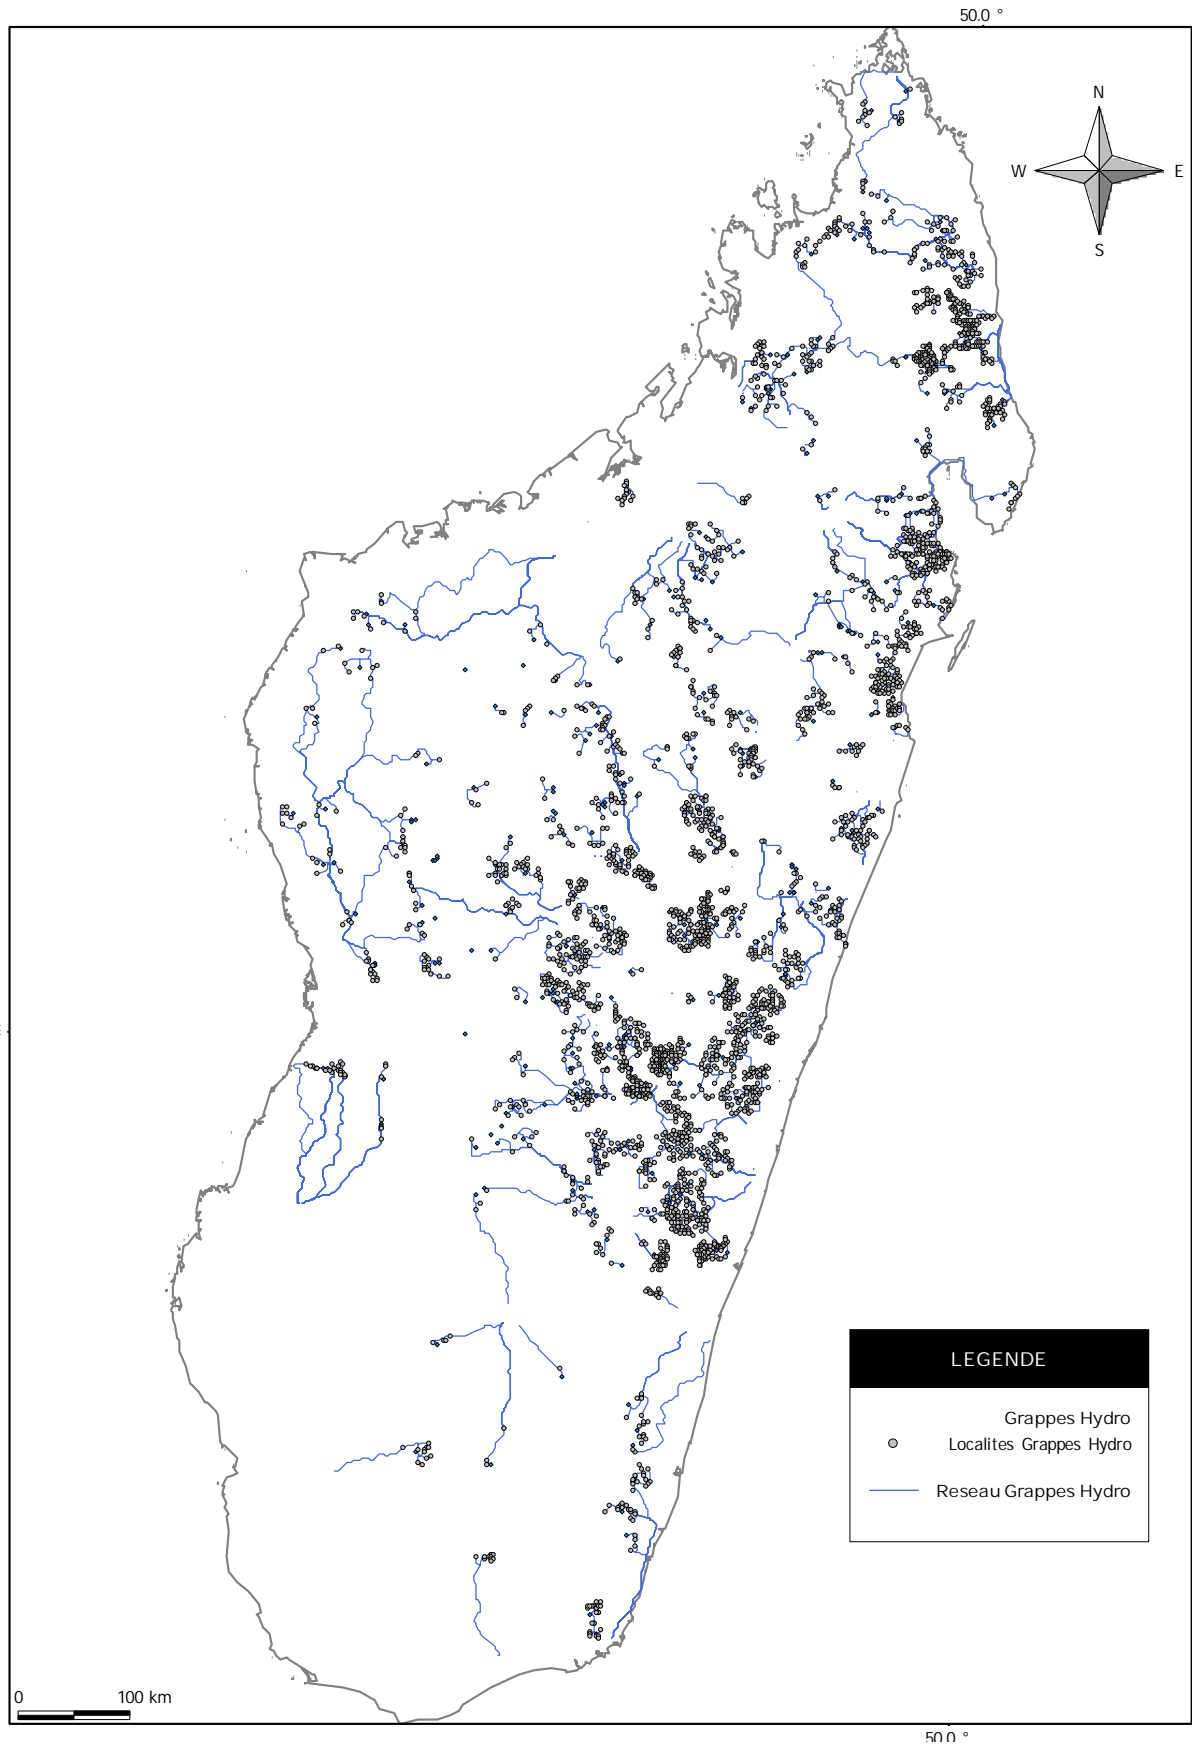 50.0 °
N
W E
S
LEGENDE
Grappes Hydro
Localites Grappes Hydro
Reseau Grappes Hydro
0 100 km
50.0 °